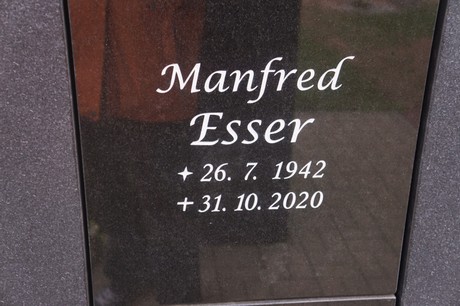 Manfred
Esser
✦ 26. 7. 1942
+ 31. 10. 2020